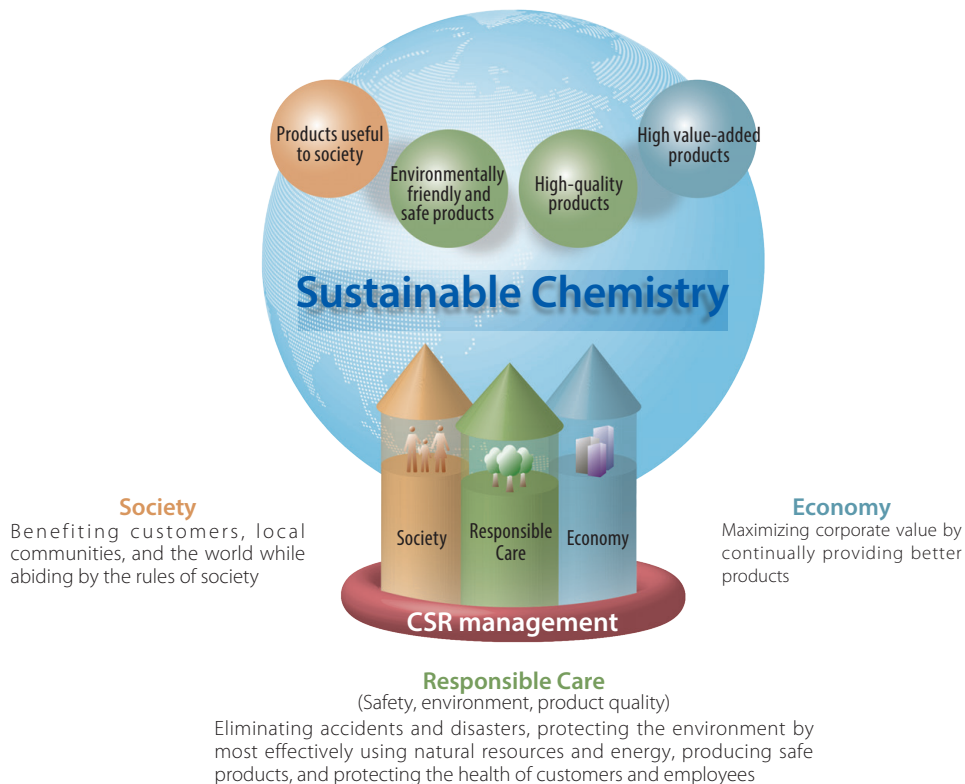 Products useful
to society
Environmentally
friendly and
safe products
High-quality
products
High value-added
products
Sustainable Chemistry
Society
Responsible
Care
Economy
CSR management
Society
Benefiting customers, local
communities, and the world while
abiding by the rules of society
Economy
Maximizing corporate value by
continually providing better
products
Responsible Care
(Safety, environment, product quality)
Eliminating accidents and disasters, protecting the environment by
most effectively using natural resources and energy, producing safe
products, and protecting the health of customers and employees